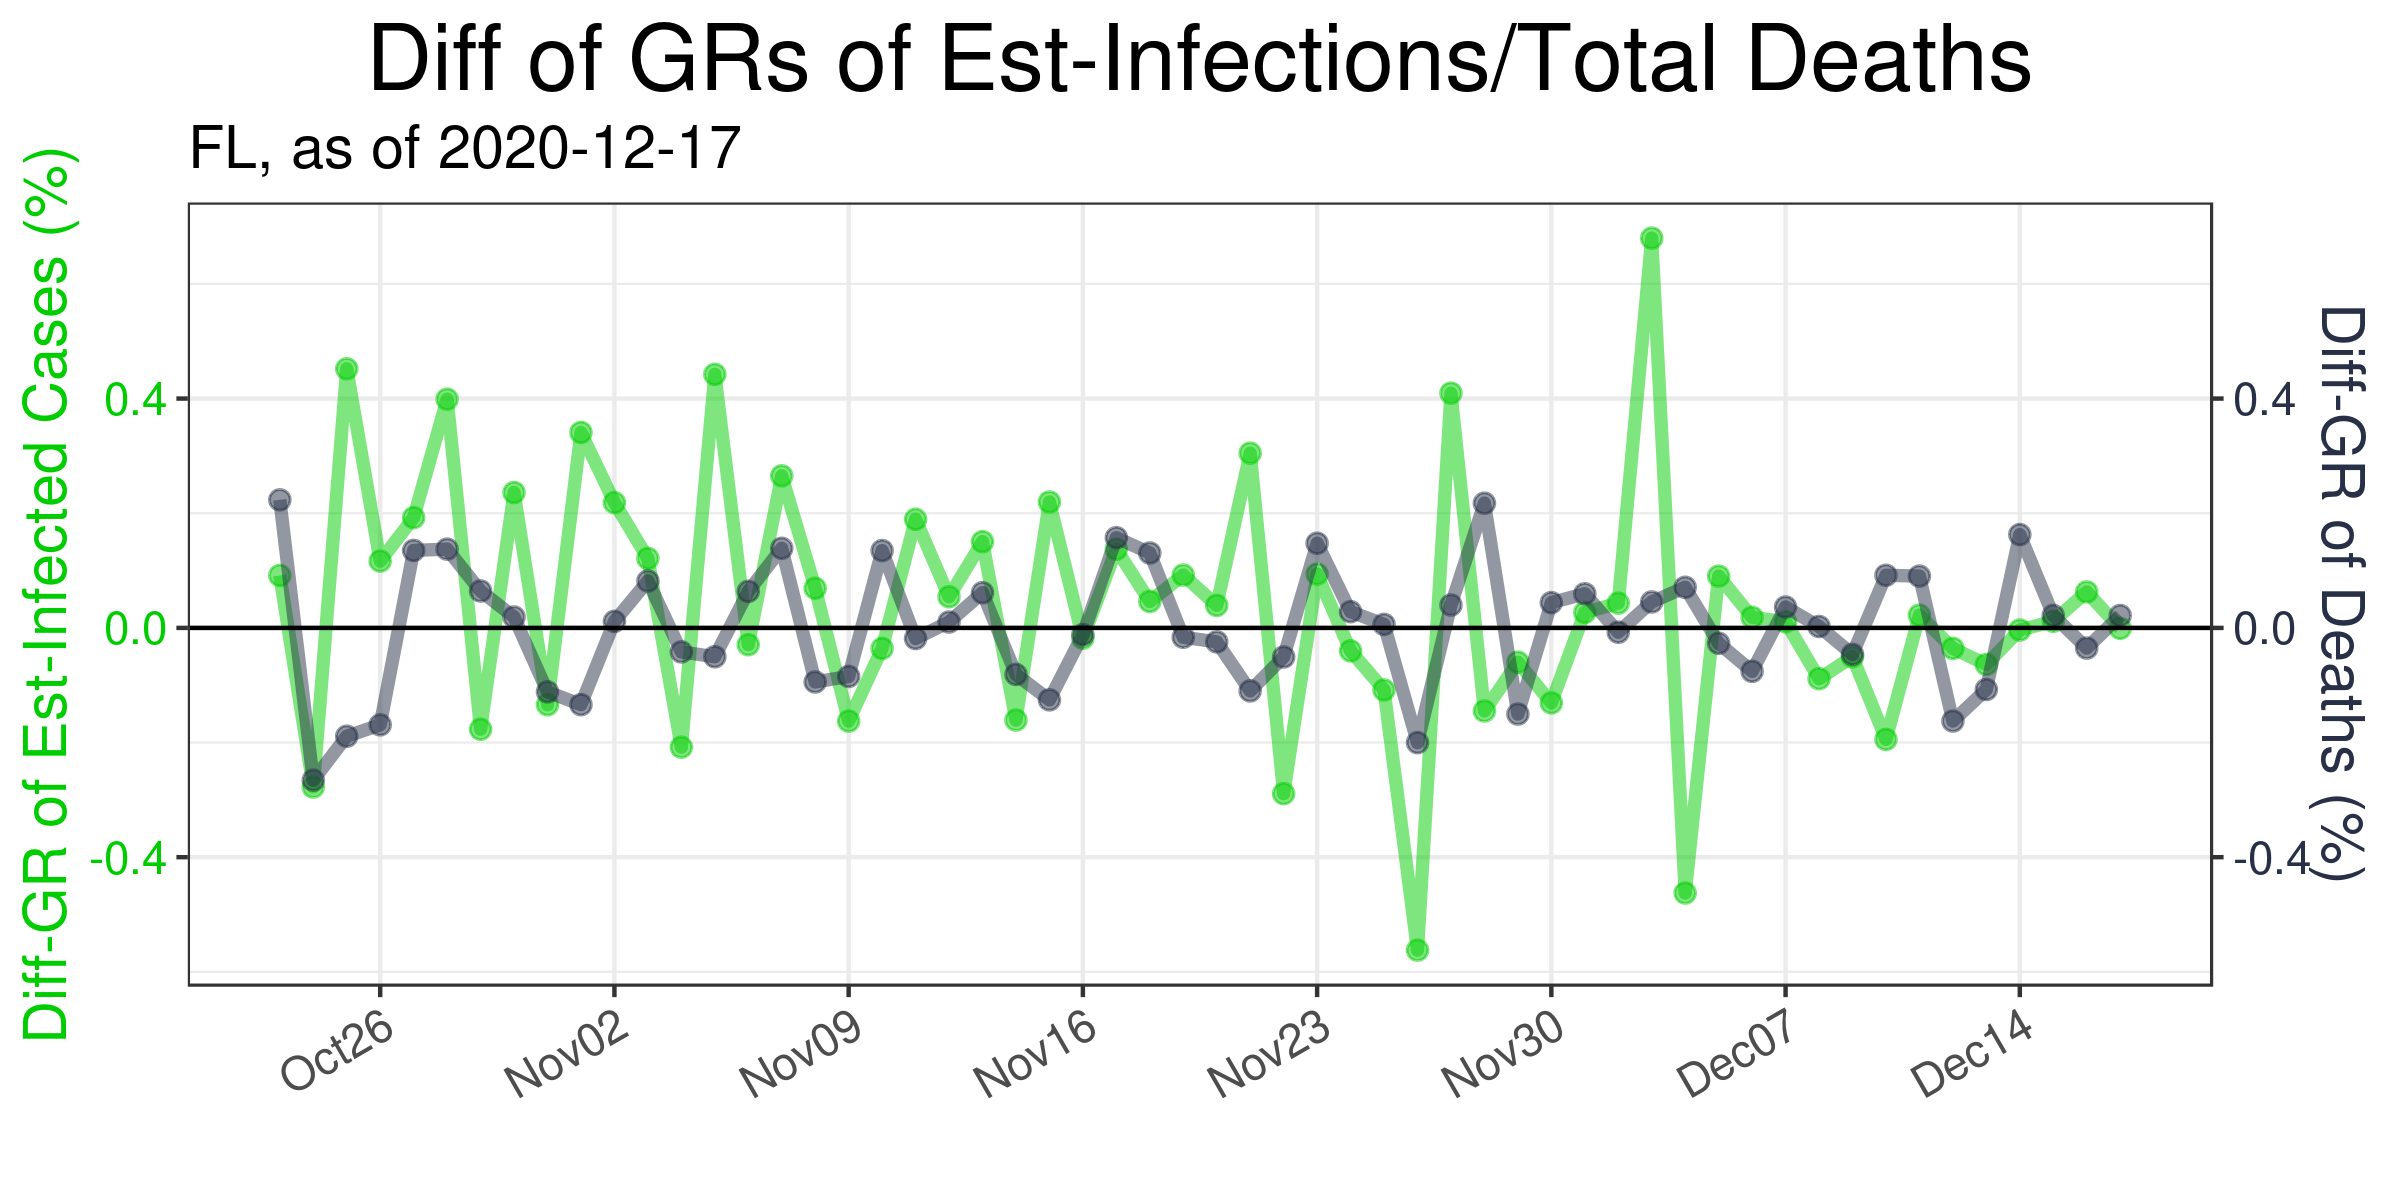 Diff of GRs of Est-Infections/Total Deaths
FL, as of 2020-12-17
Diff-GR of Est-Infected Cases (%)
0.4
0.0
-0.4
0.4
0.0
-0.4
Diff-GR of Deaths (%)
Oct26
Nov02
Nov09
Nov16
Nov23
Nov30
Dec07
Dec14